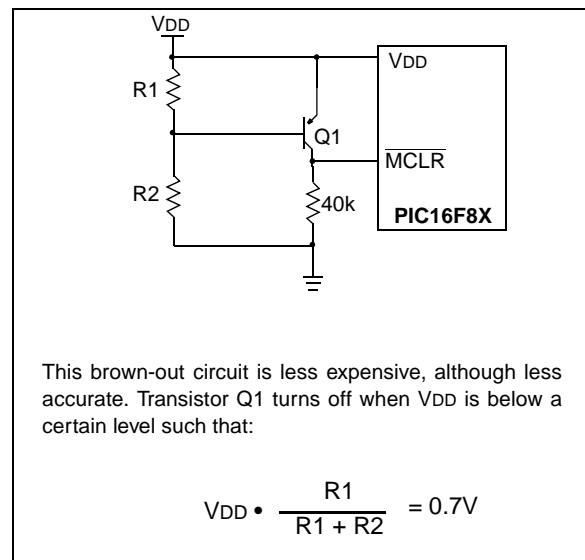 VDD
VDD
R1
Q1
MCLR
R2
40k
PIC16F8X
This brown-out circuit is less expensive, although less
accurate. Transistor Q1 turns off when VDD is below a
certain level such that:
VDD • R1 / R1 + R2 = 0.7V